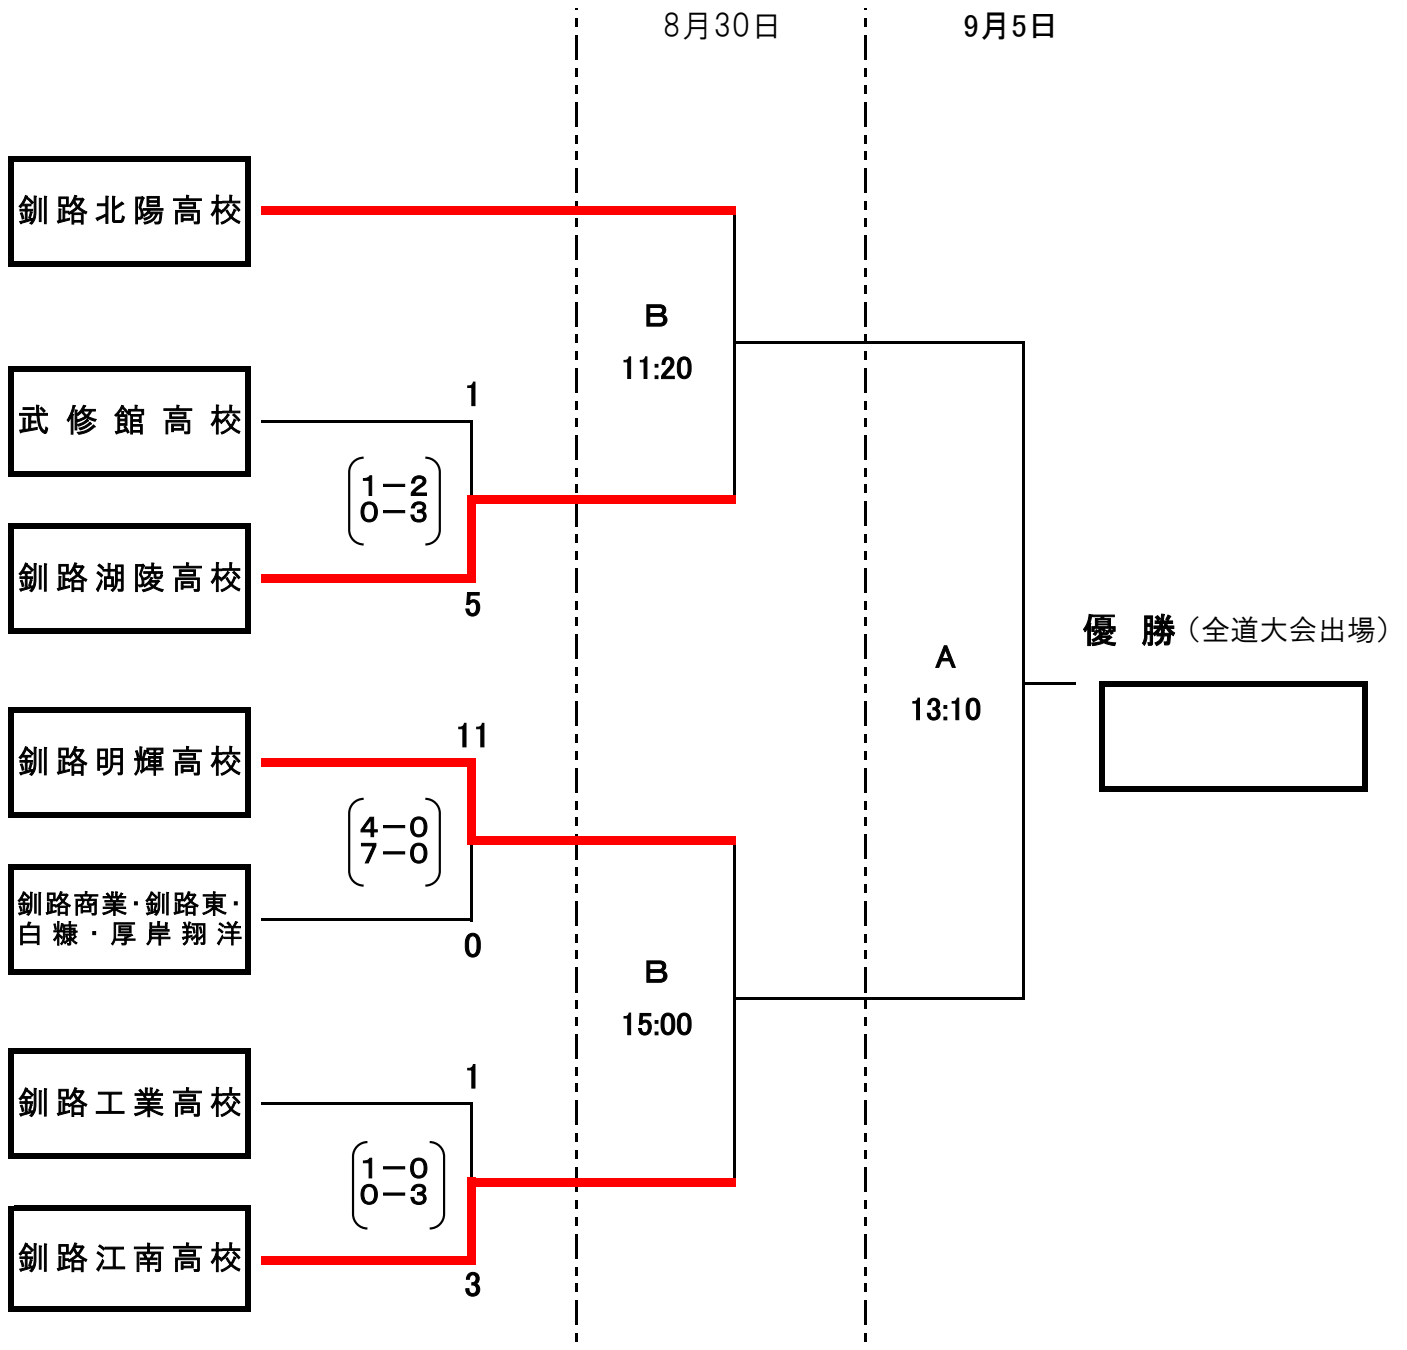 8月30日
9月5日
釧路北陽高校
B
11:20
武修館高校
1
1－2
0－3
釧路湖陵高校
5
優　勝（全道大会出場）
A
13:10
釧路明輝高校
11
4－0
7－0
釧路商業・釧路東・
白糠・厚岸翔洋
0
B
15:00
釧路工業高校
1
1－0
0－3
釧路江南高校
3